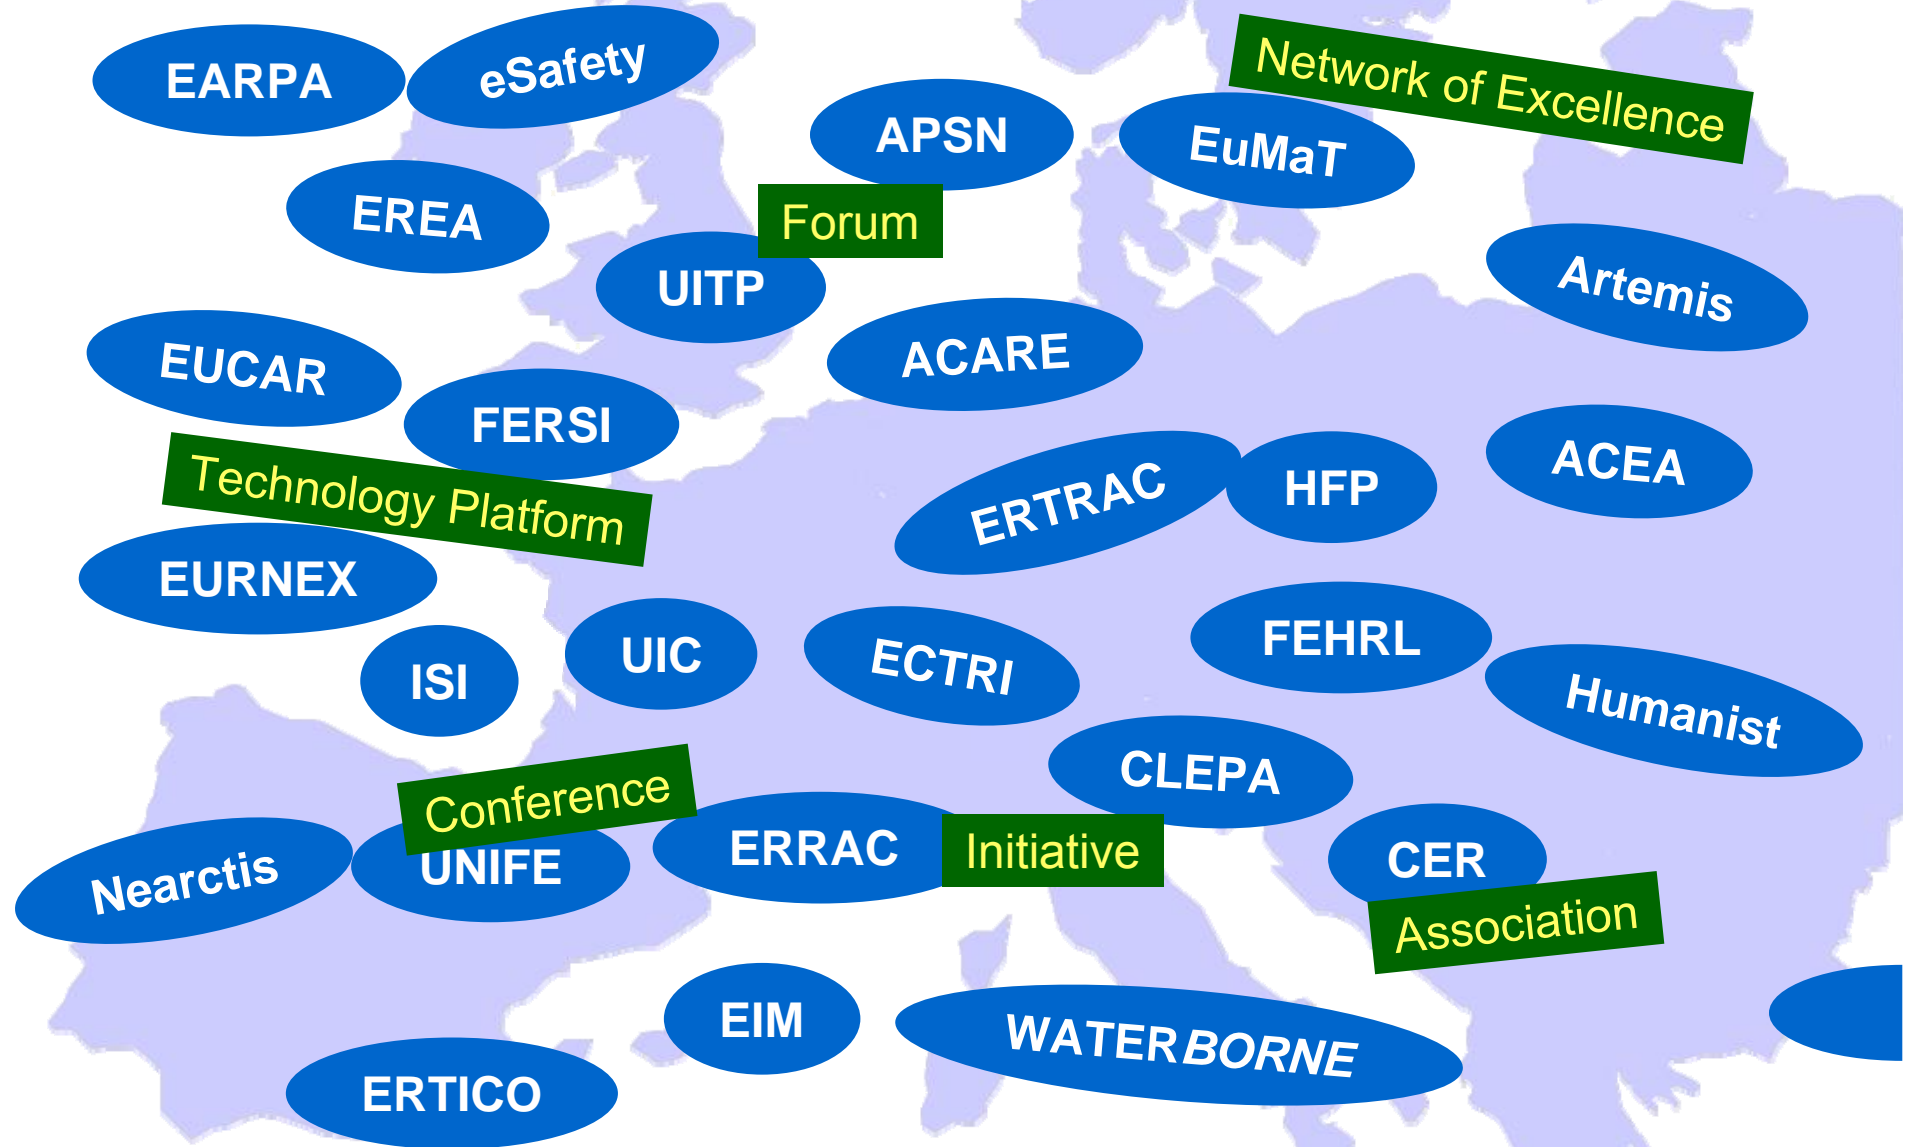 EARPA
eSafety
Network of Excellence
APSN
EuMaT
EREA
Forum
UITP
Artemis
EUCAR
ACARE
FERSI
ACEA
Technology Platform
ERTRAC
HFP
EURNEX
UIC
ECTRI
FEHRL
ISI
Humanist
CLEPA
Conference
Nearctis
UNIFE
ERRAC
Initiative
CER
Association
EIM
WATERBORNE
ERTICO